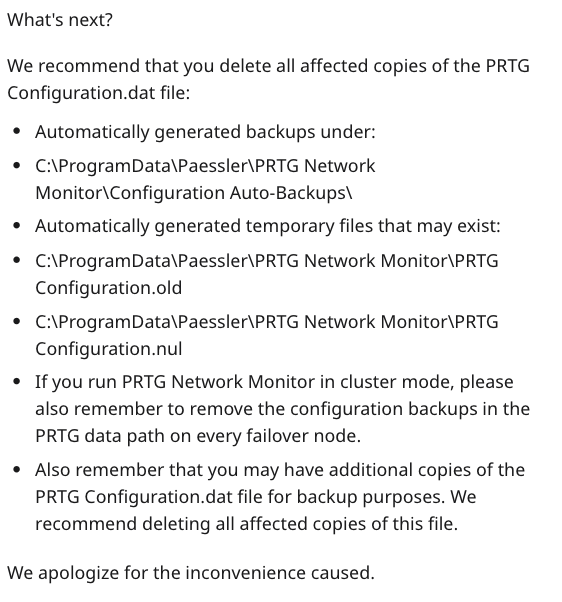 What's next?
We recommend that you delete all affected copies of the PRTG
Configuration.dat file:
• Automatically generated backups under:
• C:\ProgramData\Paessler\PRTG Network
Monitor\Configuration Auto-Backups\
• Automatically generated temporary files that may exist:
• C:\ProgramData\Paessler\PRTG Network Monitor\PRTG
Configuration.old
• C:\ProgramData\Paessler\PRTG Network Monitor\PRTG
Configuration.nul
• If you run PRTG Network Monitor in cluster mode, please
also remember to remove the configuration backups in the
PRTG data path on every failover node.
• Also remember that you may have additional copies of the
PRTG Configuration.dat file for backup purposes. We
recommend deleting all affected copies of this file.
We apologize for the inconvenience caused.